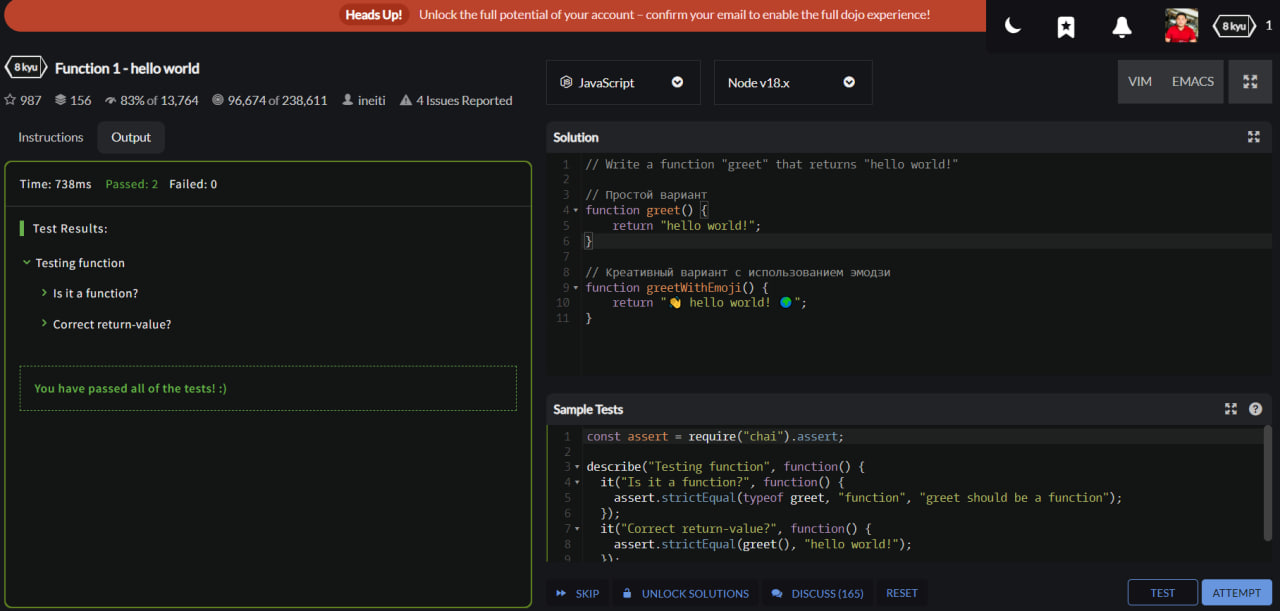 Heads Up! Unlock the full potential of your account – confirm your email to enable the full dojo experience!
8 kyu 1
8 kyu Function 1 - hello world
987 156 83% of 13,764 96,674 of 238,611 ineiti 4 Issues Reported
Instructions Output
Time: 738ms Passed: 2 Failed: 0
Test Results:
Testing function
Is it a function?
Correct return-value?
You have passed all of the tests! :)
JavaScript Node v18.x VIM EMACS
Solution
1 // Write a function "greet" that returns "hello world!"
2
3 // Простой вариант
4 function greet() {
5 return "hello world!";
6 }
7
8 // Креативный вариант с использованием эмодзи
9 function greetWithEmoji() {
10 return "👋 hello world! 🌍";
11 }
Sample Tests
1 const assert = require("chai").assert;
2
3 describe("Testing function", function() {
4 it("Is it a function?", function() {
5 assert.strictEqual(typeof greet, "function", "greet should be a function");
6 });
7 it("Correct return-value?", function() {
8 assert.strictEqual(greet(), "hello world!");
9 });
SKIP UNLOCK SOLUTIONS DISCUSS (165) RESET TEST ATTEMPT